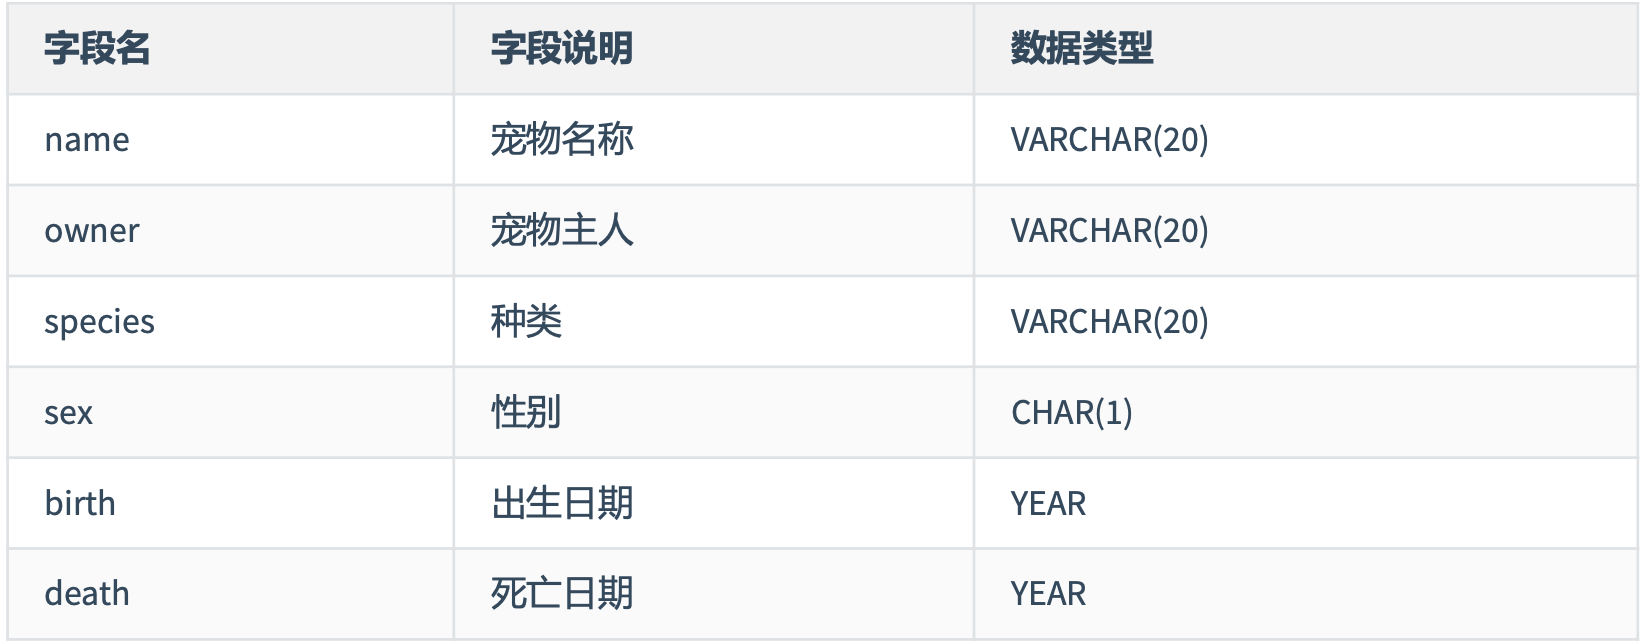 字段名 字段说明 数据类型
name 宠物名称 VARCHAR(20)
owner 宠物主人 VARCHAR(20)
species 种类 VARCHAR(20)
sex 性别 CHAR(1)
birth 出生日期 YEAR
death 死亡日期 YEAR